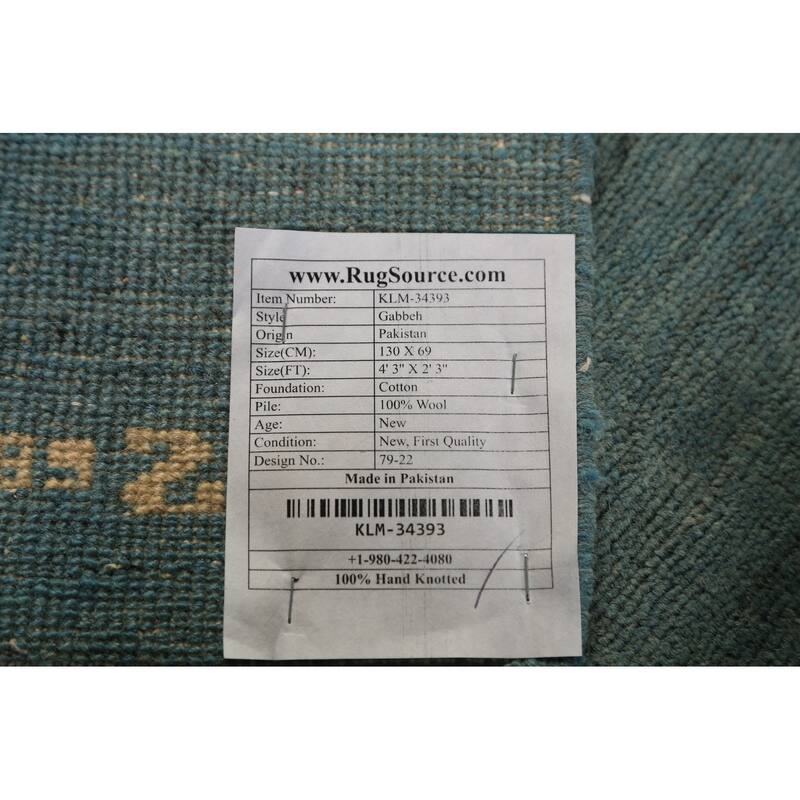 www.RugSource.com
Item Number: KLM-34393
Style Gabbeh
Origin Pakistan
Size(CM): 130 X 69
Size(FT): 4' 3" X 2' 3"
Foundation: Cotton
Pile: 100% Wool
Age: New
Condition: New, First Quality
Design No.: 79-22
Made in Pakistan
KLM-34393
+1-980-422-4080
100% Hand Knotted